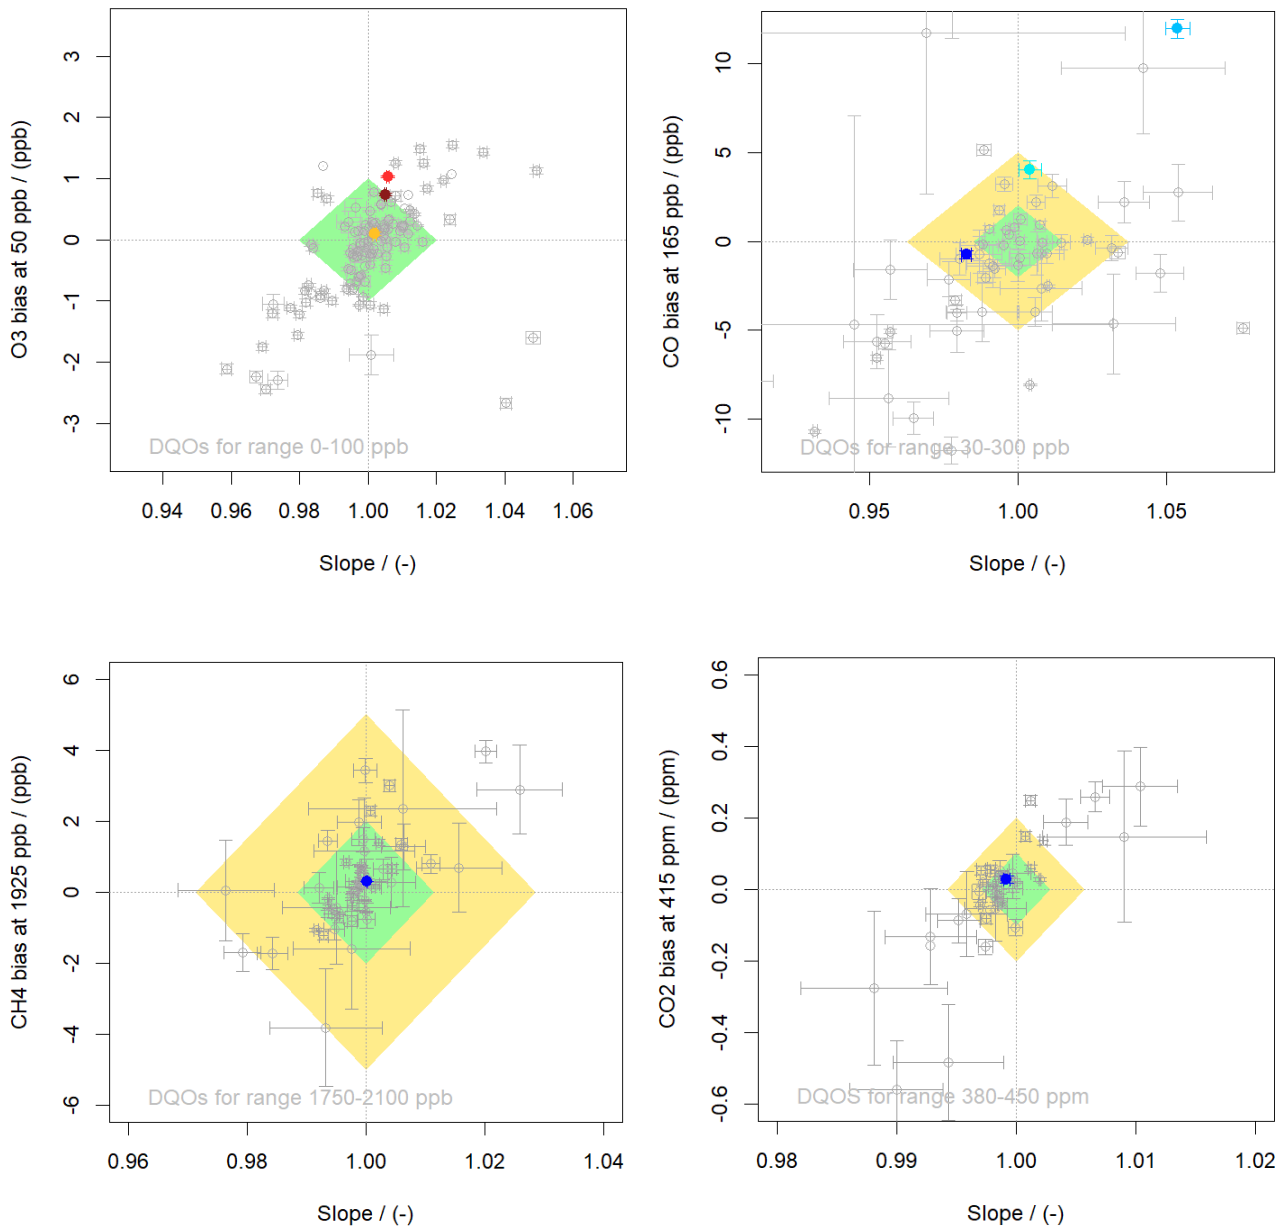 O3 bias at 50 ppb / (ppb)
3
2
1
0
-1
-2
-3
DQOs for range 0-100 ppb
0.94 0.96 0.98 1.00 1.02 1.04 1.06
Slope / (-)
CO bias at 165 ppb / (ppb)
10
5
0
-5
-10
DQOs for range 30-300 ppb
0.95 1.00 1.05
Slope / (-)
CH4 bias at 1925 ppb / (ppb)
6
4
2
0
-2
-4
-6
DQOs for range 1750-2100 ppb
0.96 0.98 1.00 1.02 1.04
Slope / (-)
CO2 bias at 415 ppm / (ppm)
0.6
0.4
0.2
0.0
-0.2
-0.4
-0.6
DQOS for range 380-450 ppm
0.98 0.99 1.00 1.01 1.02
Slope / (-)